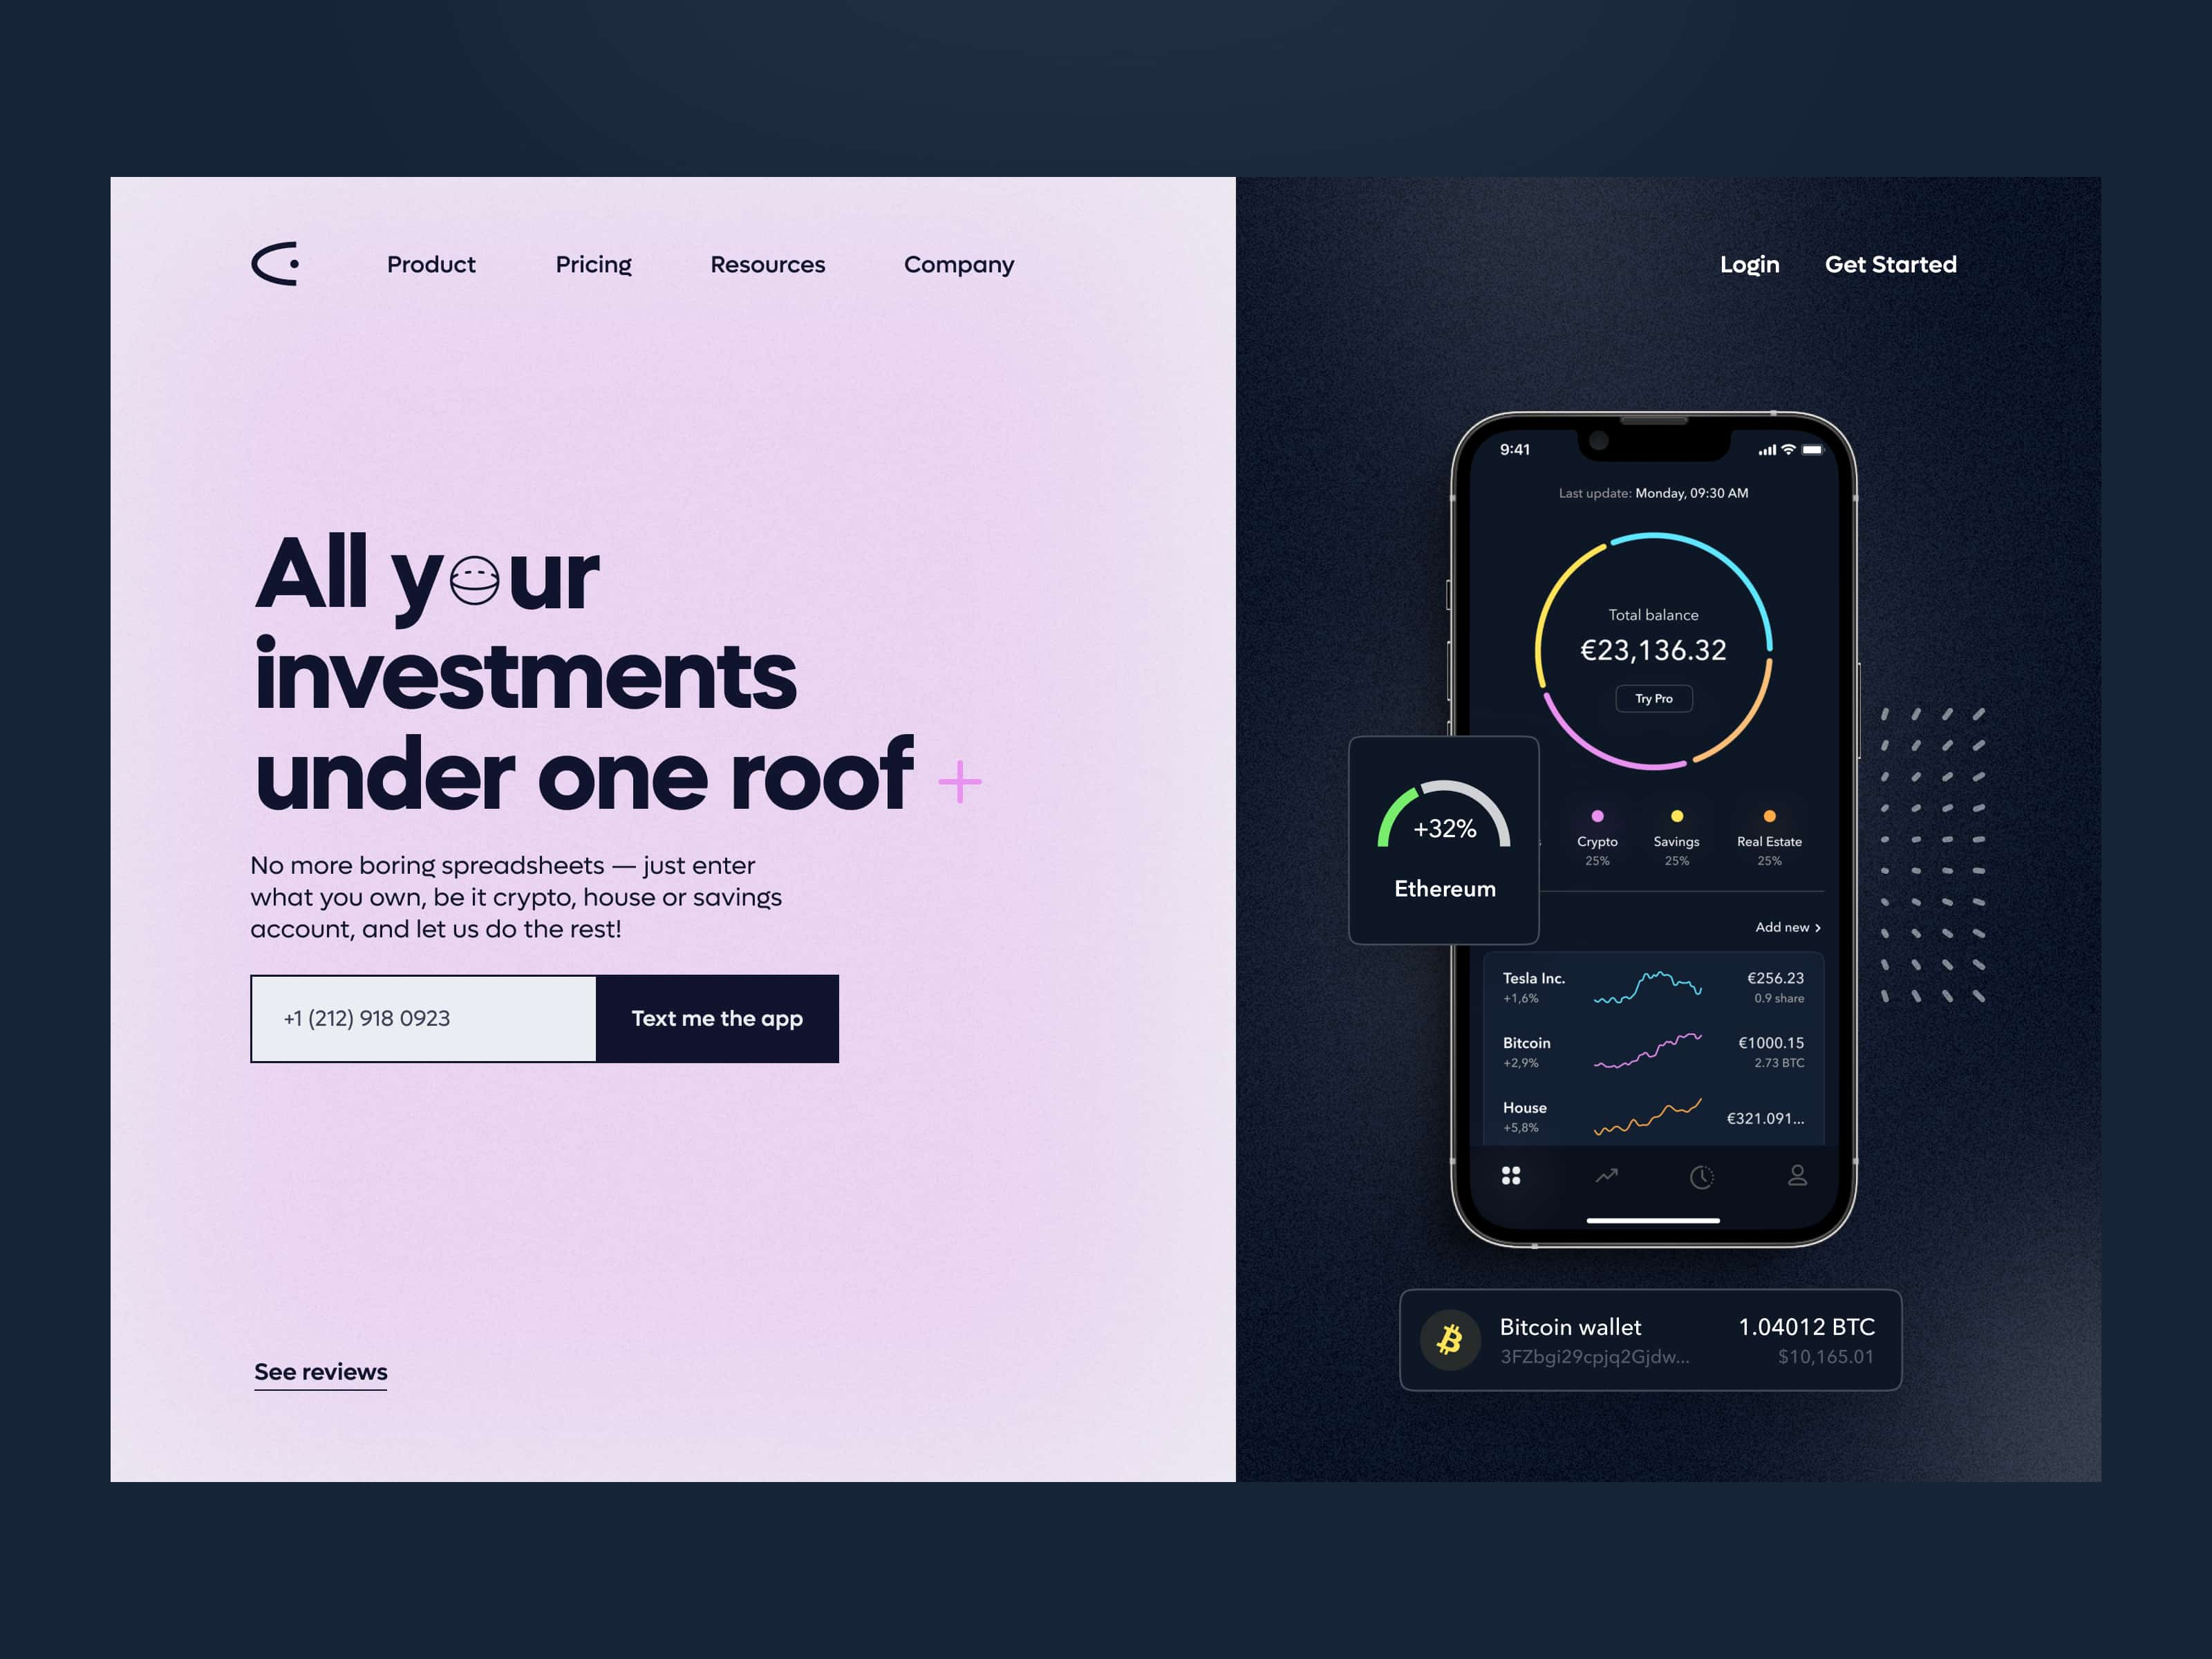 Product Pricing Resources Company
Login Get Started
All your
investments
under one roof +
No more boring spreadsheets — just enter
what you own, be it crypto, house or savings
account, and let us do the rest!
+1 (212) 918 0923
Text me the app
See reviews
9:41
Last update: Monday, 09:30 AM
Total balance
€23,136.32
Try Pro
+32%
Ethereum
Crypto
25%
Savings
25%
Real Estate
25%
Add new ›
Tesla Inc.
+1,6%
€256.23
0.9 share
Bitcoin
+2,9%
€1000.15
2.73 BTC
House
+5,8%
€321.091...
Bitcoin wallet
3FZbgi29cpjq2Gjdw...
1.04012 BTC
$10,165.01